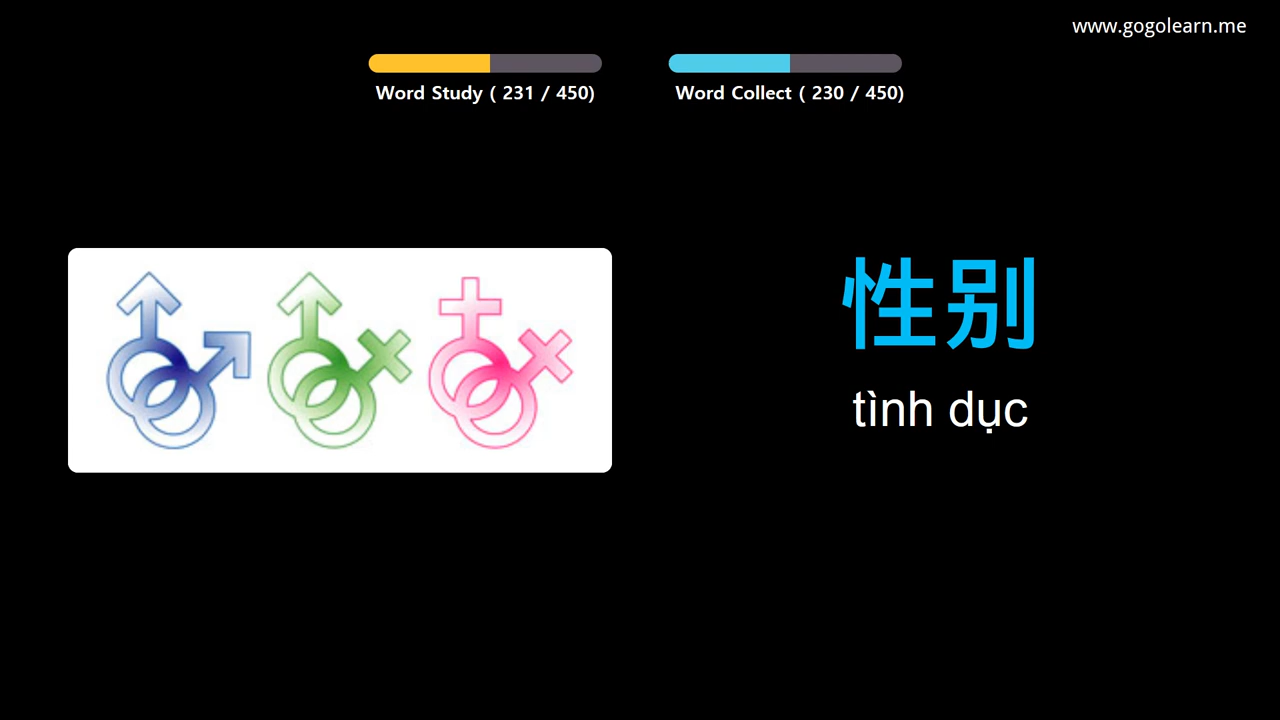 www.gogolearn.me
Word Study ( 231 / 450)
Word Collect ( 230 / 450)
性别
tình dục